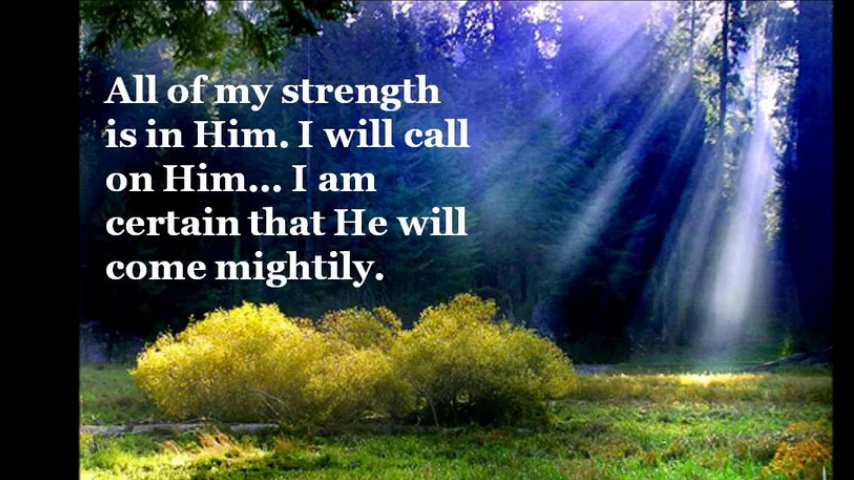 All of my strength
is in Him. I will call
on Him... I am
certain that He will
come mightily.